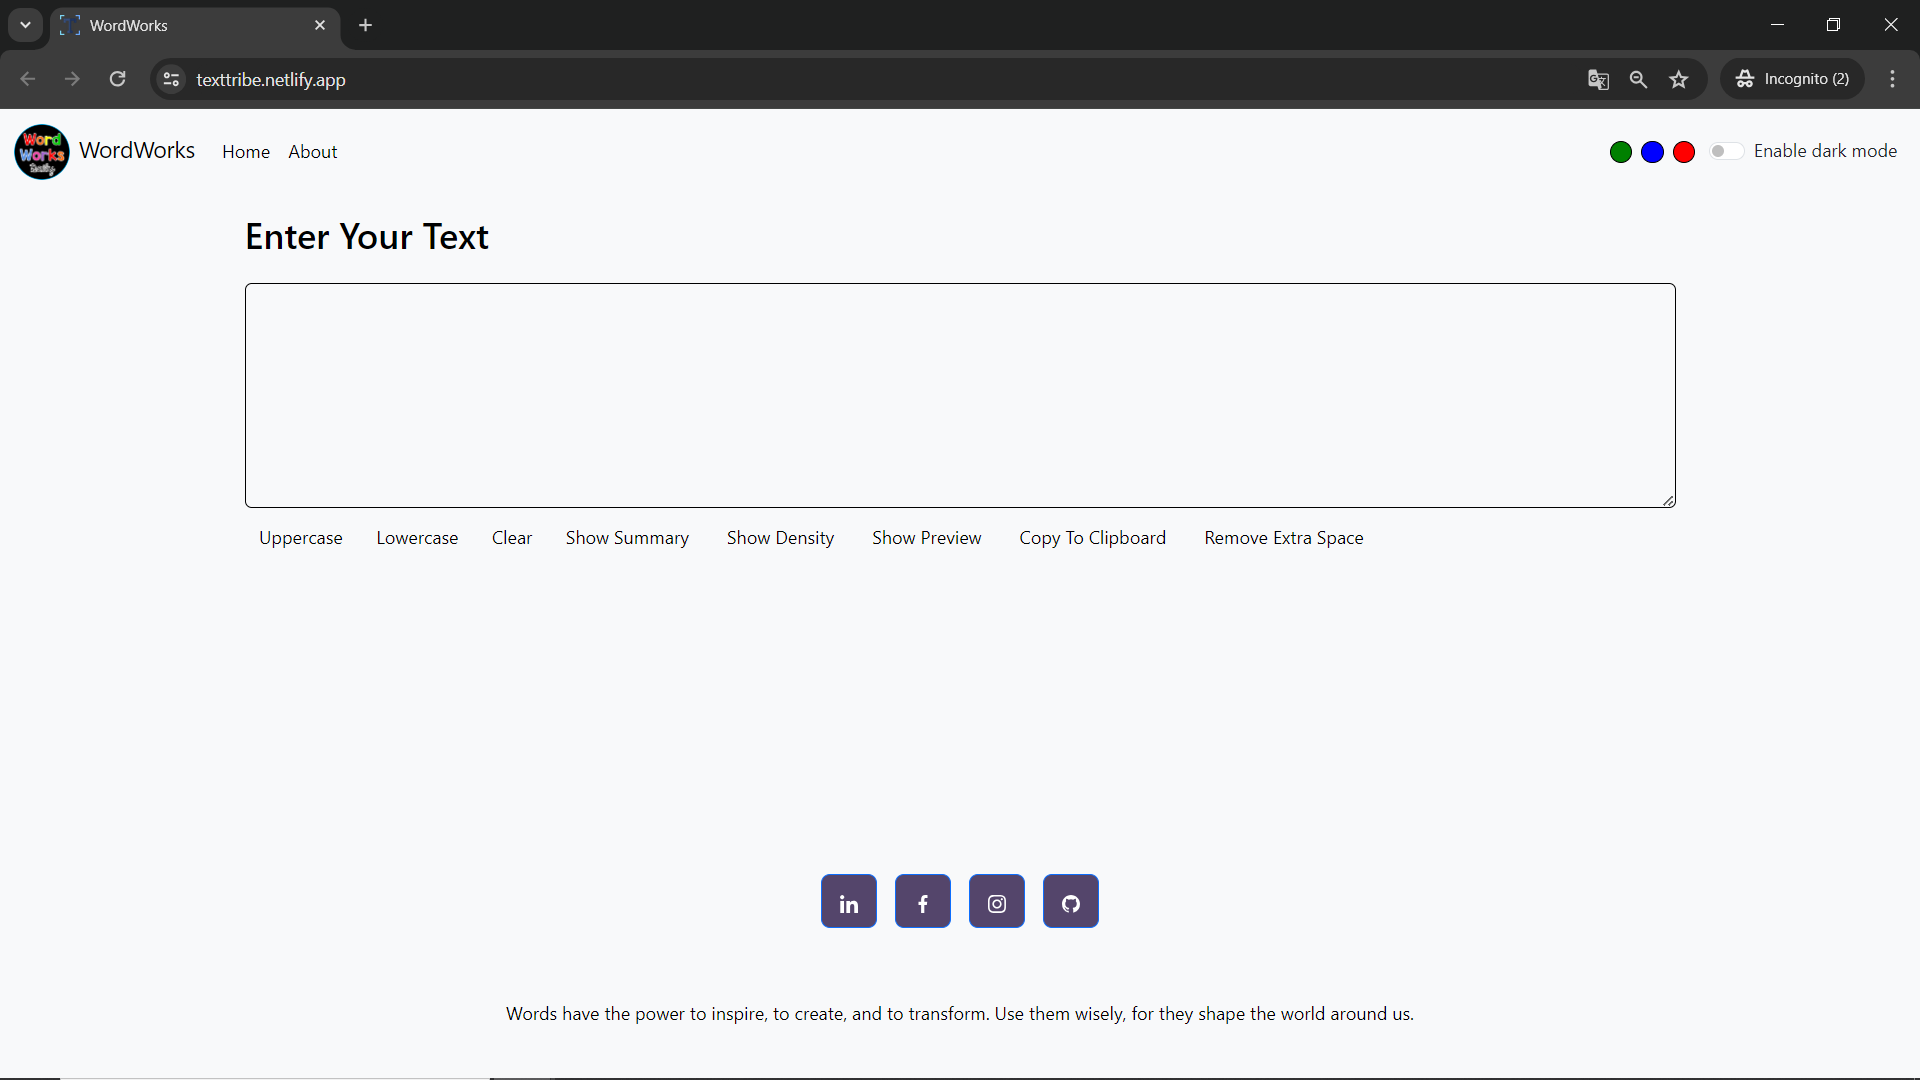 WordWorks
texttribe.netlify.app
Incognito (2)
Word
Works
WordWorks Home About Enable dark mode
Enter Your Text
Uppercase Lowercase Clear Show Summary Show Density Show Preview Copy To Clipboard Remove Extra Space
in f
Words have the power to inspire, to create, and to transform. Use them wisely, for they shape the world around us.